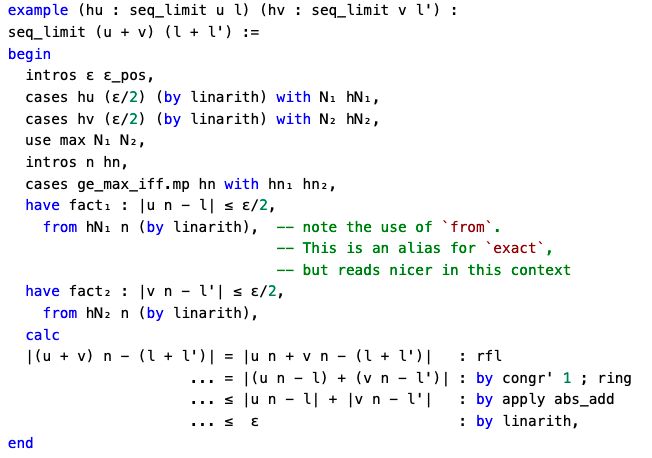 example (hu : seq_limit u l) (hv : seq_limit v l') :
seq_limit (u + v) (l + l') :=
begin
  intros ε ε_pos,
  cases hu (ε/2) (by linarith) with N₁ hN₁,
  cases hv (ε/2) (by linarith) with N₂ hN₂,
  use max N₁ N₂,
  intros n hn,
  cases ge_max_iff.mp hn with hn₁ hn₂,
  have fact₁ : |u n - l| ≤ ε/2,
    from hN₁ n (by linarith),  -- note the use of `from`.
                               -- This is an alias for `exact`,
                               -- but reads nicer in this context
  have fact₂ : |v n - l'| ≤ ε/2,
    from hN₂ n (by linarith),
  calc
  |(u + v) n - (l + l')| = |u n + v n - (l + l')|   : rfl
                     ... = |(u n - l) + (v n - l')| : by congr' 1 ; ring
                     ... ≤ |u n - l| + |v n - l'|   : by apply abs_add
                     ... ≤  ε                       : by linarith,
end